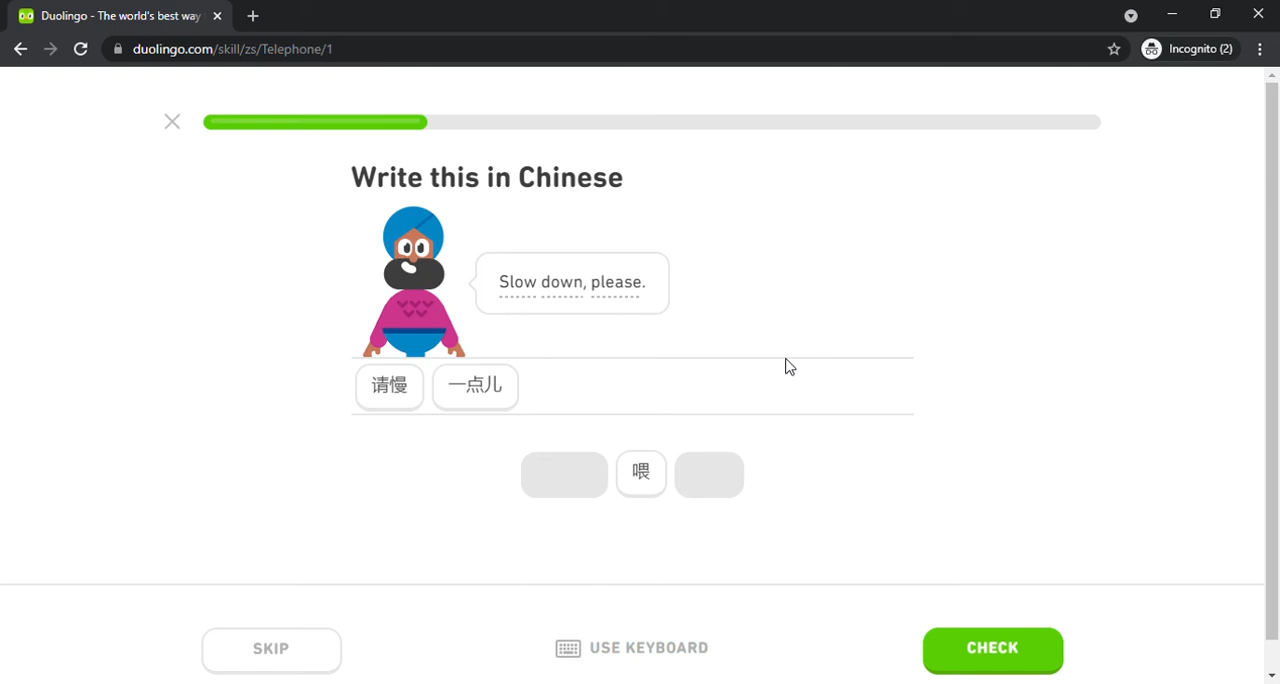 Duolingo - The world's best way
duolingo.com/skill/zs/Telephone/1
Incognito (2)
Write this in Chinese
Slow down, please.
请慢 一点儿
喂
SKIP
USE KEYBOARD
CHECK